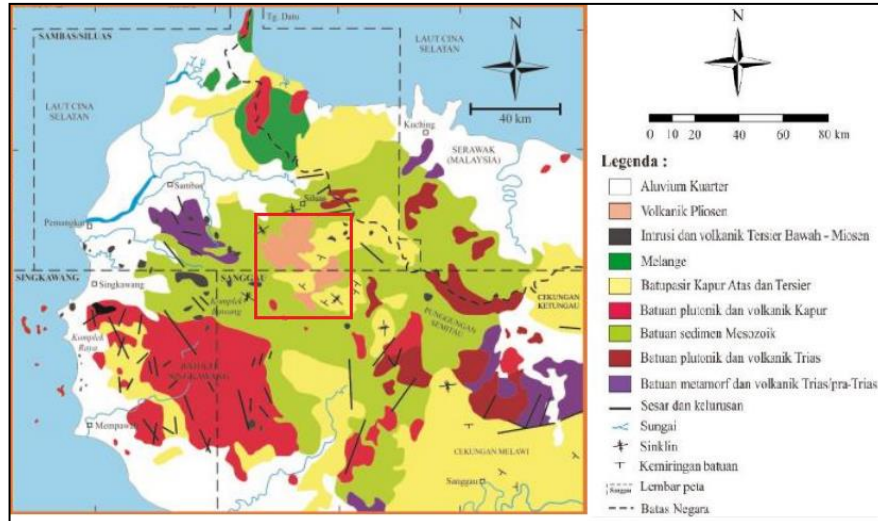 Tg. Datu
SAMBAS/SILUAS
LAUT CINA
SELATAN
N
40 km
LAUT CINA
SELATAN
Kuching
SERAWAK
(MALAYSIA)
Sambas
Siluas
Pemangkat
SINGKAWANG
SANGGAU
Singkawang
Komplek
Komplek
Raya
CEKUNGAN
KETUNGAU
PUNGGUNGAN
SEMITAU
SINGKAWANG
Mempawah
CEKUNGAN MELAWI
Sanggau
N
0 10 20 40 60 80 km
Legenda :
Aluvium Kuarter
Volkanik Pliosen
Intrusi dan volkanik Tersier Bawah - Miosen
Melange
Batupasir Kapur Atas dan Tersier
Batuan plutonik dan volkanik Kapur
Batuan sedimen Mesozoik
Batuan plutonik dan volkanik Trias
Batuan metamorf dan volkanik Trias/pra-Trias
Sesar dan kelurusan
Sungai
Sinklin
Kemiringan batuan
Lembar peta
Batas Negara